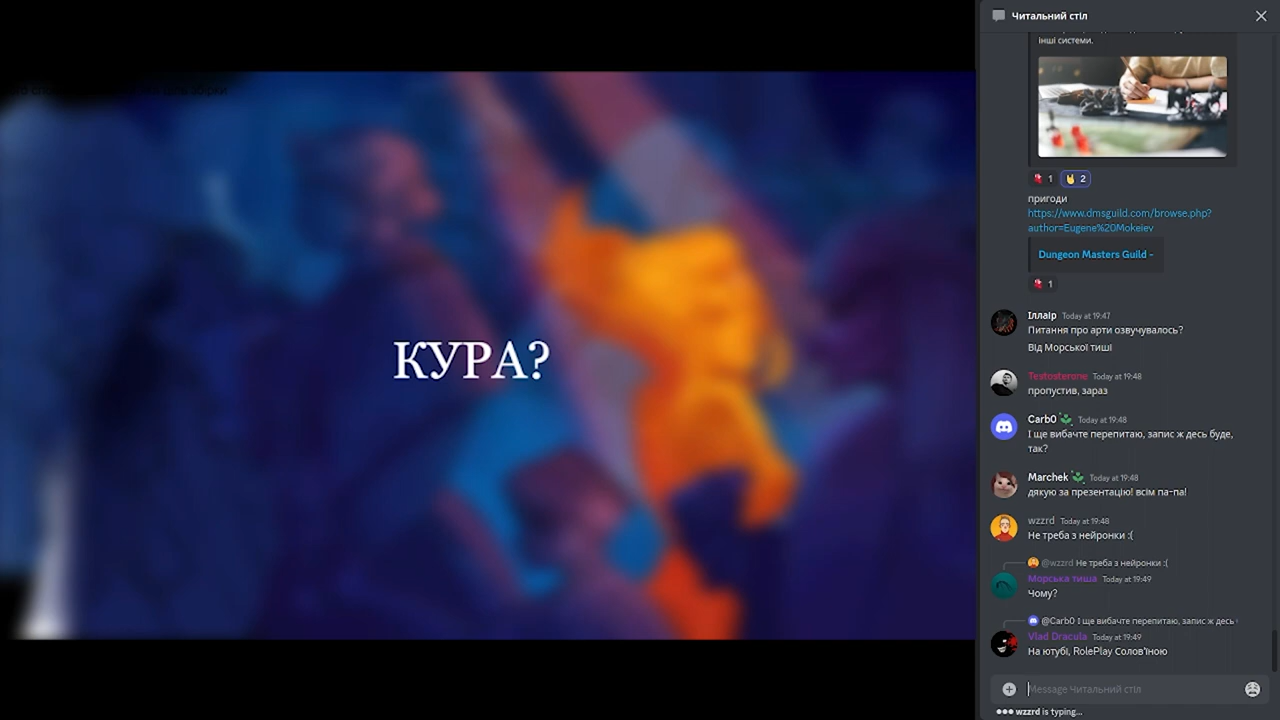 КУРА?
Читальний стіл
інші системи.
1
2
пригоди
https://www.dmsguild.com/browse.php?
author=Eugene%20Mokeiev
Dungeon Masters Guild -
1
Іллаір Today at 19:47
Питання про арти озвучувалось?
Від Морської тиші
Testosterone Today at 19:48
пропустив, зараз
Carb0 Today at 19:48
І ще вибачте перепитаю, запис ж десь буде,
так?
Marchek Today at 19:48
дякую за презентацію! всім па-па!
wzzrd Today at 19:48
Не треба з нейронки :(
@wzzrd Не треба з нейронки :(
Морська тиша Today at 19:49
Чому?
@Carb0 І ще вибачте перепитаю, запис ж десь
Vlad Dracula Today at 19:49
На ютубі, RolePlay Солов'їною
Message Читальний стіл
wzzrd is typing...